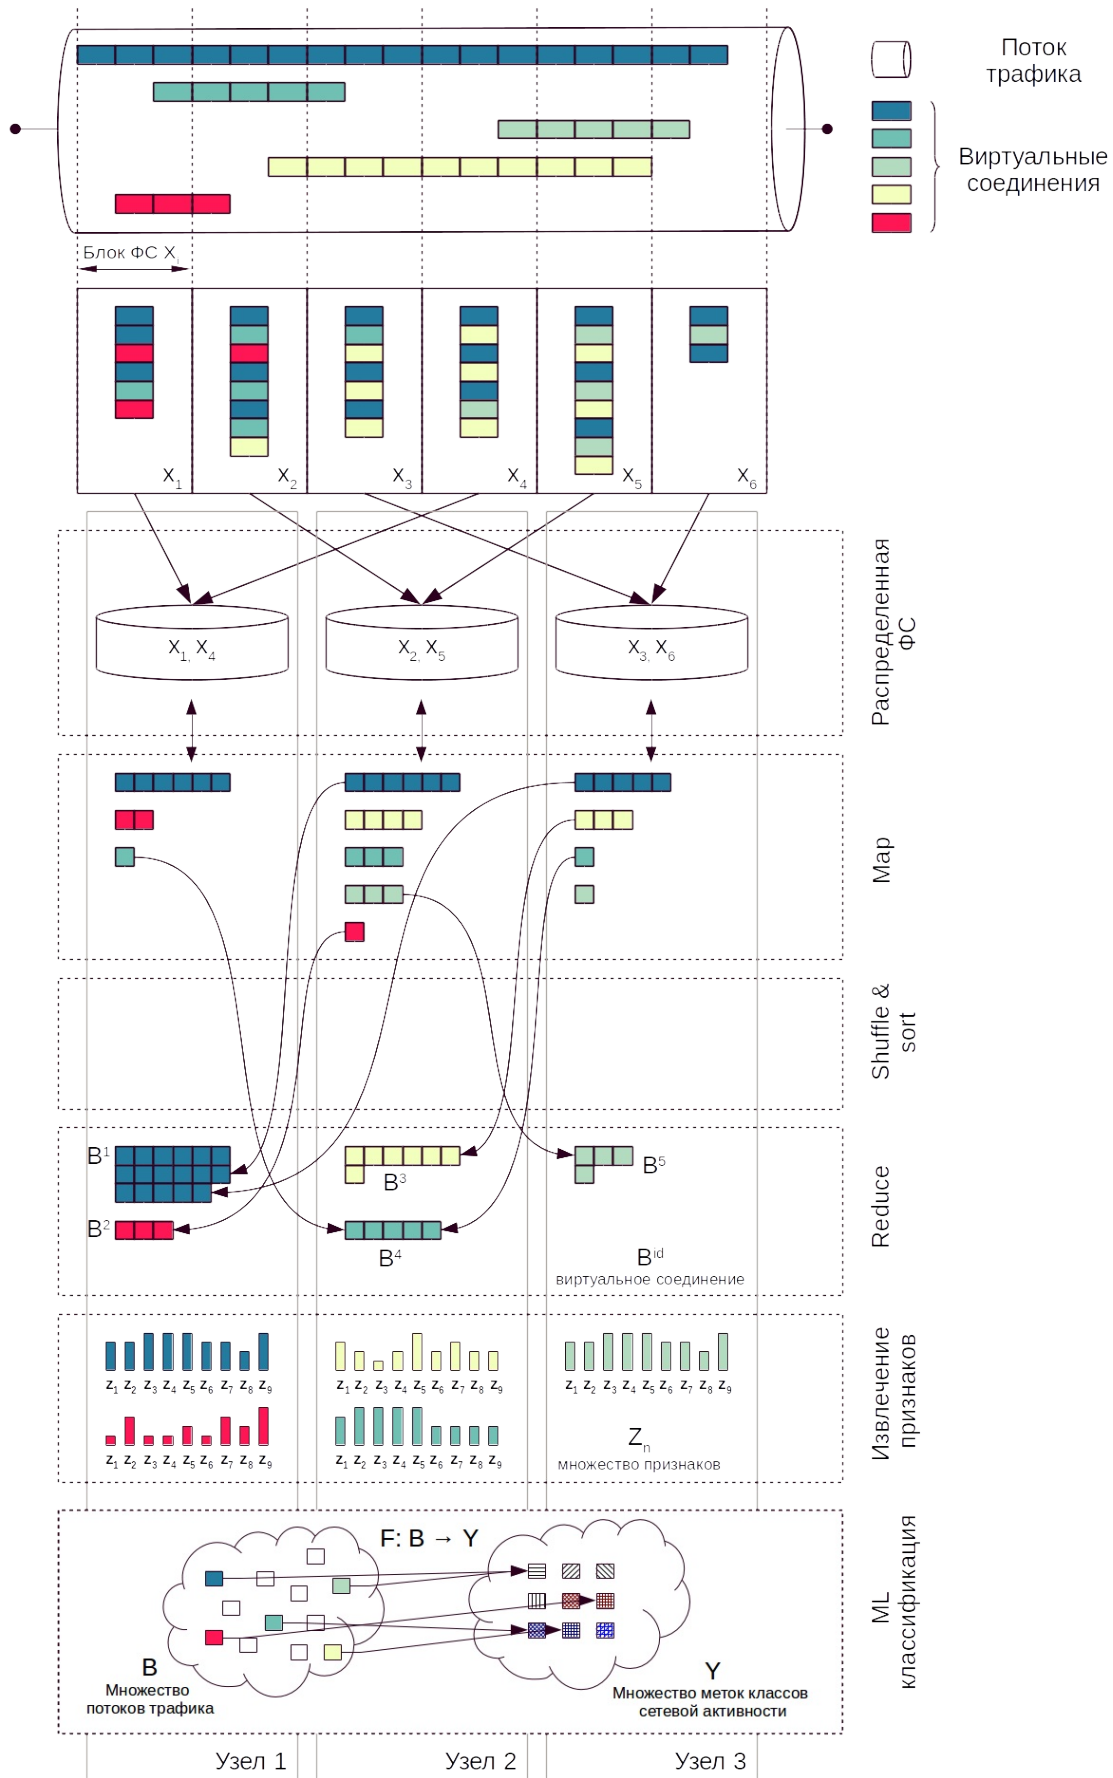 Поток
трафика
Виртуальные
соединения
Блок ФС X i
X1 X2 X3 X4 X5 X6
Распределенная
ФС
X1, X4 X2, X5 X3, X6
Map
Shuffle &
sort
Reduce
B1 B3 B5
B2 B4 Bid
виртуальное соединение
Извлечение
признаков
z1 z2 z3 z4 z5 z6 z7 z8 z9 z1 z2 z3 z4 z5 z6 z7 z8 z9 z1 z2 z3 z4 z5 z6 z7 z8 z9
z1 z2 z3 z4 z5 z6 z7 z8 z9 z1 z2 z3 z4 z5 z6 z7 z8 z9
Zn
множество признаков
ML
классификация
F: B → Y
B
Множество
потоков трафика
Y
Множество меток классов
сетевой активности
Узел 1 Узел 2 Узел 3